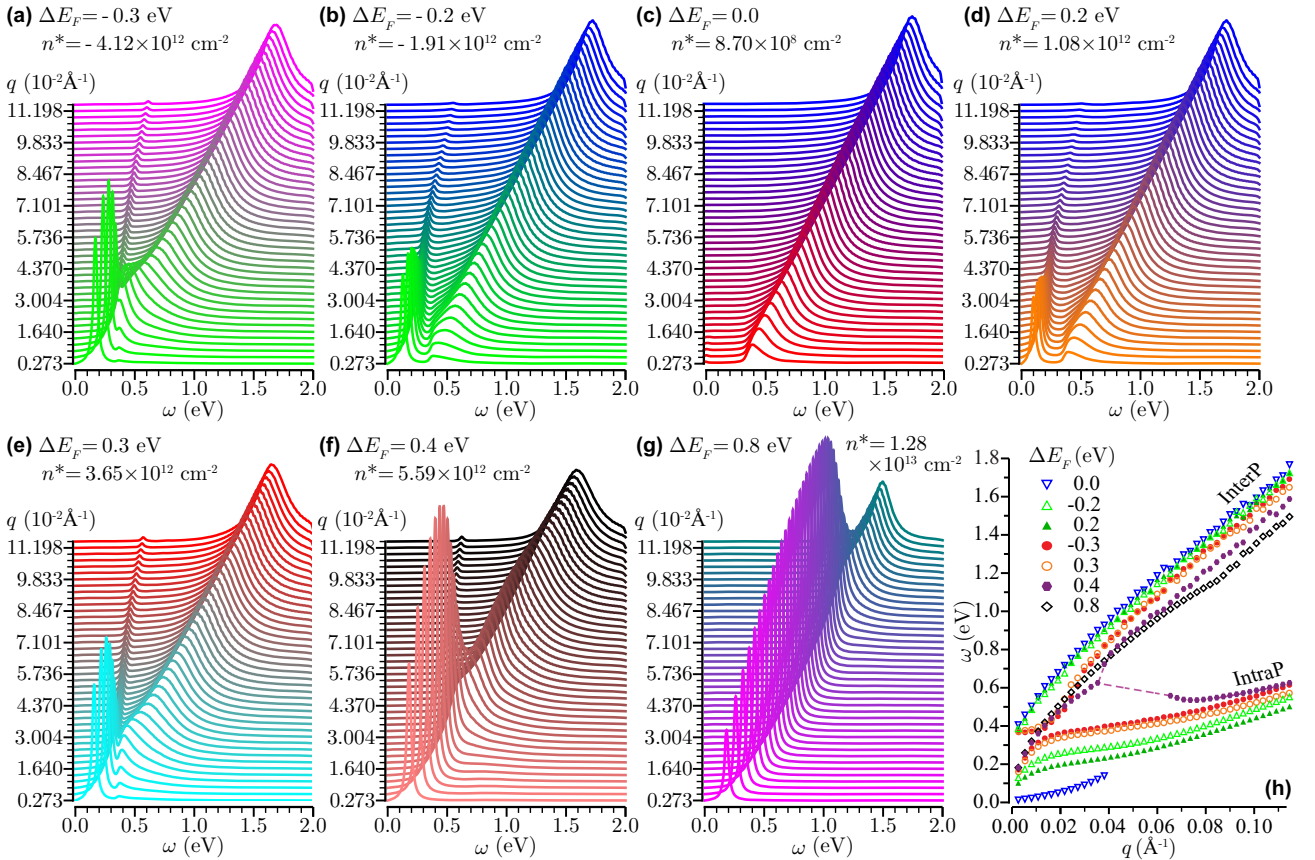 (a) ΔE_F = - 0.3 eV
n* = - 4.12×10¹² cm⁻²
q (10⁻²Å⁻¹)
11.198
9.833
8.467
7.101
5.736
4.370
3.004
1.640
0.273
0.0 0.5 1.0 1.5 2.0
ω (eV)
(b) ΔE_F = - 0.2 eV
n* = - 1.91×10¹² cm⁻²
q (10⁻²Å⁻¹)
11.198
9.833
8.467
7.101
5.736
4.370
3.004
1.640
0.273
0.0 0.5 1.0 1.5 2.0
ω (eV)
(c) ΔE_F = 0.0
n* = 8.70×10⁸ cm⁻²
q (10⁻²Å⁻¹)
11.198
9.833
8.467
7.101
5.736
4.370
3.004
1.640
0.273
0.0 0.5 1.0 1.5 2.0
ω (eV)
(d) ΔE_F = 0.2 eV
n* = 1.08×10¹² cm⁻²
q (10⁻²Å⁻¹)
11.198
9.833
8.467
7.101
5.736
4.370
3.004
1.640
0.273
0.0 0.5 1.0 1.5 2.0
ω (eV)
(e) ΔE_F = 0.3 eV
n* = 3.65×10¹² cm⁻²
q (10⁻²Å⁻¹)
11.198
9.833
8.467
7.101
5.736
4.370
3.004
1.640
0.273
0.0 0.5 1.0 1.5 2.0
ω (eV)
(f) ΔE_F = 0.4 eV
n* = 5.59×10¹² cm⁻²
q (10⁻²Å⁻¹)
11.198
9.833
8.467
7.101
5.736
4.370
3.004
1.640
0.273
0.0 0.5 1.0 1.5 2.0
ω (eV)
(g) ΔE_F = 0.8 eV n* = 1.28
×10¹³ cm⁻²
q (10⁻²Å⁻¹)
11.198
9.833
8.467
7.101
5.736
4.370
3.004
1.640
0.273
0.0 0.5 1.0 1.5 2.0
ω (eV)
ΔE_F (eV)
0.0
-0.2
0.2
-0.3
0.3
0.4
0.8
InterP
IntraP
1.8
1.6
1.4
1.2
1.0
0.8
0.6
0.4
0.2
0.0
ω (eV)
(h)
0.00 0.02 0.04 0.06 0.08 0.10
q (Å⁻¹)